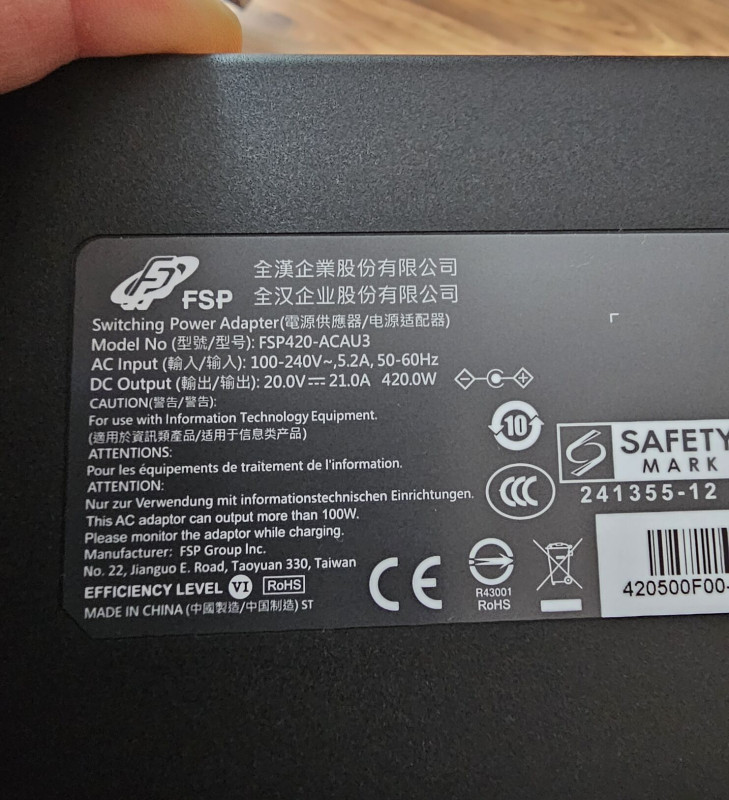 FSP
全漢企業股份有限公司
全汉企业股份有限公司
Switching Power Adapter(電源供應器/电源适配器)
Model No (型號/型号): FSP420-ACAU3
AC Input (輸入/输入): 100-240V~,5.2A, 50-60Hz
DC Output (輸出/输出): 20.0V⎓21.0A 420.0W
CAUTION(警告/警告):
For use with Information Technology Equipment.
(適用於資訊類產品/适用于信息类产品)
ATTENTIONS:
Pour les équipements de traitement de l'information.
ATTENTION:
Nur zur Verwendung mit informationstechnischen Einrichtungen.
This AC adaptor can output more than 100W.
Please monitor the adaptor while charging.
Manufacturer: FSP Group Inc.
No. 22, Jianguo E. Road, Taoyuan 330, Taiwan
EFFICIENCY LEVEL VI RoHS
MADE IN CHINA (中國製造/中国制造) ST
10
CCC
SAFETY
MARK
241355-12
CE
R43001
RoHS
420500F00-